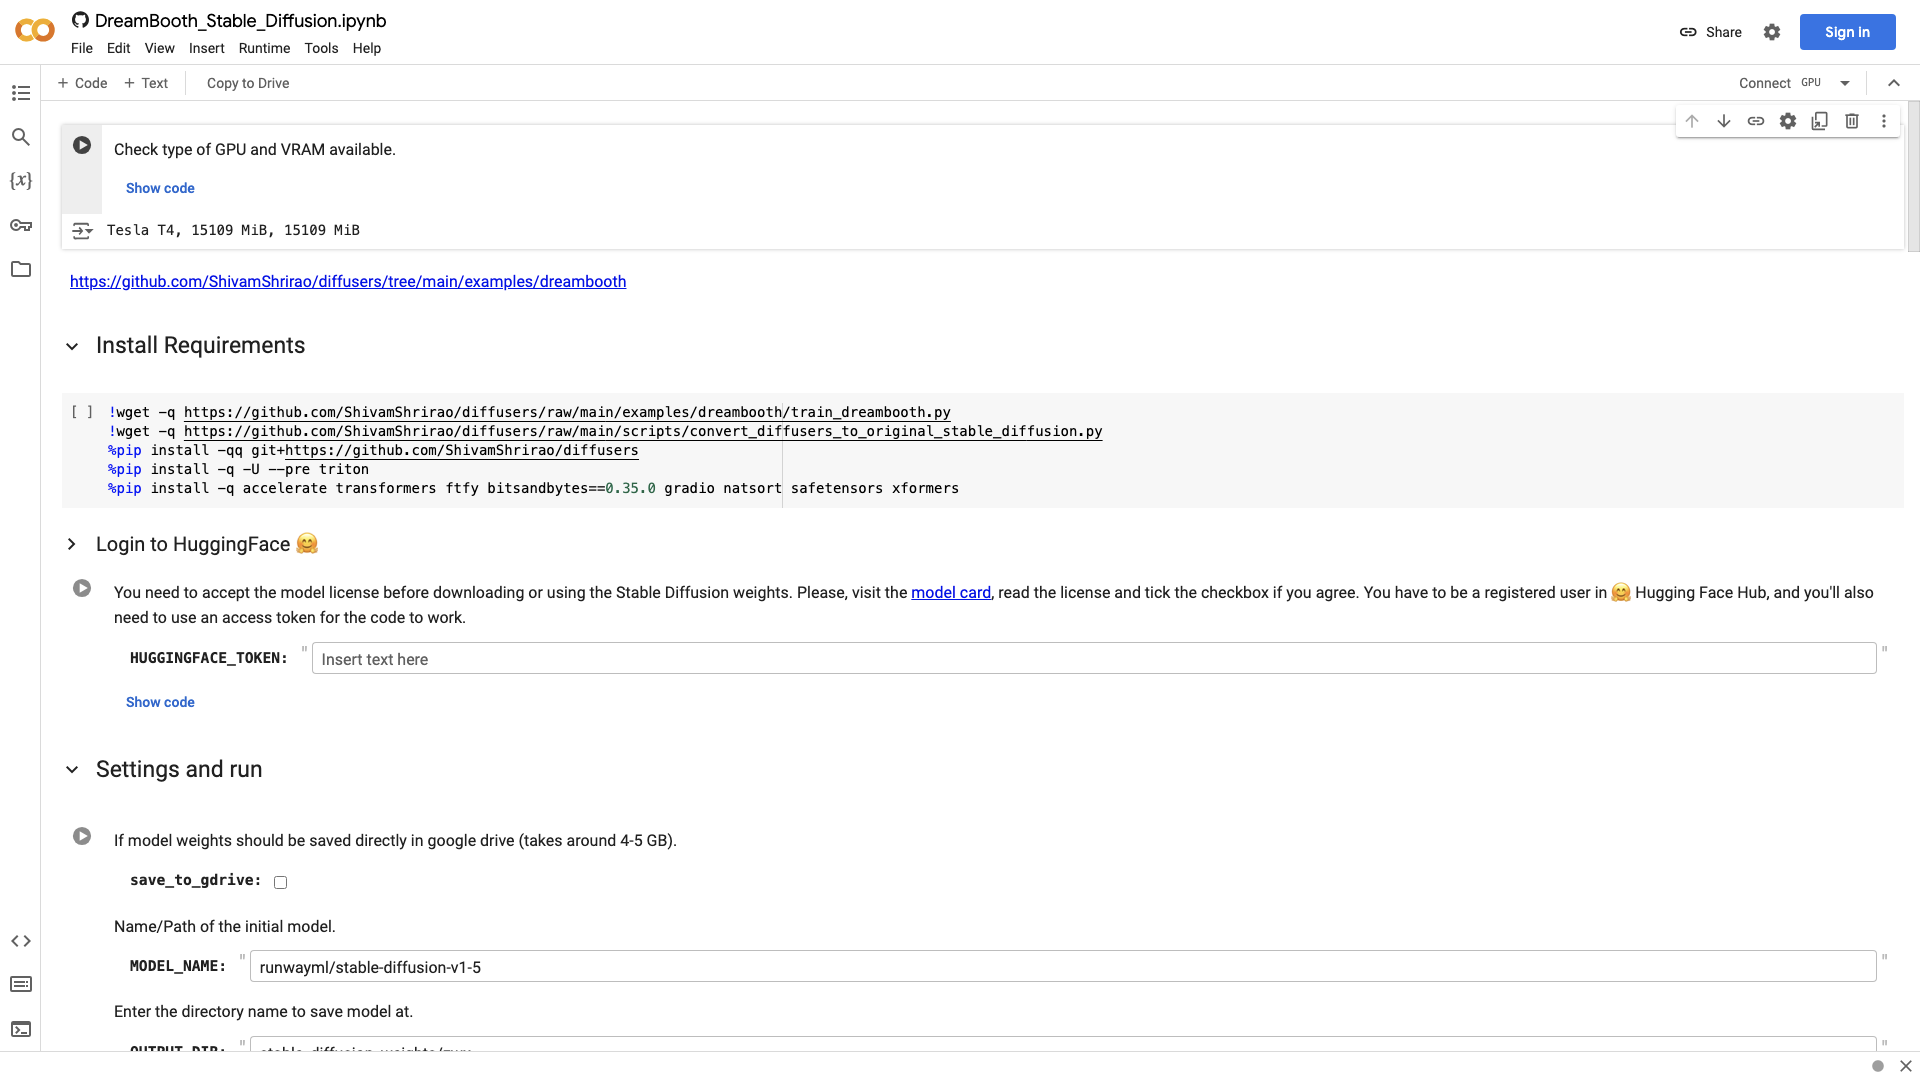 DreamBooth_Stable_Diffusion.ipynb
File Edit View Insert Runtime Tools Help
Share
Sign in
+ Code + Text Copy to Drive
Connect GPU
Check type of GPU and VRAM available.
Show code
Tesla T4, 15109 MiB, 15109 MiB
https://github.com/ShivamShrirao/diffusers/tree/main/examples/dreambooth
Install Requirements
[ ] !wget -q https://github.com/ShivamShrirao/diffusers/raw/main/examples/dreambooth/train_dreambooth.py
!wget -q https://github.com/ShivamShrirao/diffusers/raw/main/scripts/convert_diffusers_to_original_stable_diffusion.py
%pip install -qq git+https://github.com/ShivamShrirao/diffusers
%pip install -q -U --pre triton
%pip install -q accelerate transformers ftfy bitsandbytes==0.35.0 gradio natsort safetensors xformers
Login to HuggingFace 🤗
You need to accept the model license before downloading or using the Stable Diffusion weights. Please, visit the model card, read the license and tick the checkbox if you agree. You have to be a registered user in 🤗 Hugging Face Hub, and you'll also
need to use an access token for the code to work.
HUGGINGFACE_TOKEN: " Insert text here "
Show code
Settings and run
If model weights should be saved directly in google drive (takes around 4-5 GB).
save_to_gdrive:
Name/Path of the initial model.
MODEL_NAME: " runwayml/stable-diffusion-v1-5 "
Enter the directory name to save model at.
OUTPUT_DIR: " stable_diffusion_weights/zwx "